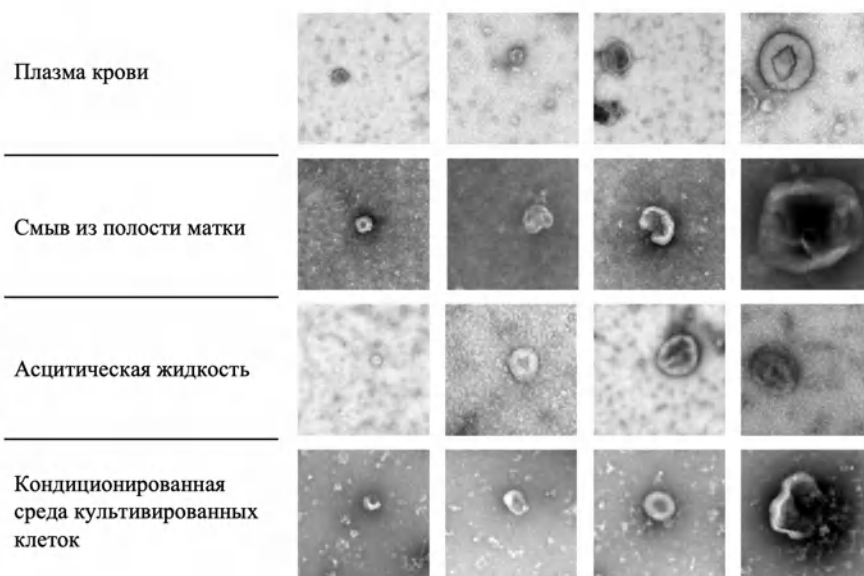 Плазма крови
Смыв из полости матки
Асцитическая жидкость
Кондиционированная
среда культивированных
клеток